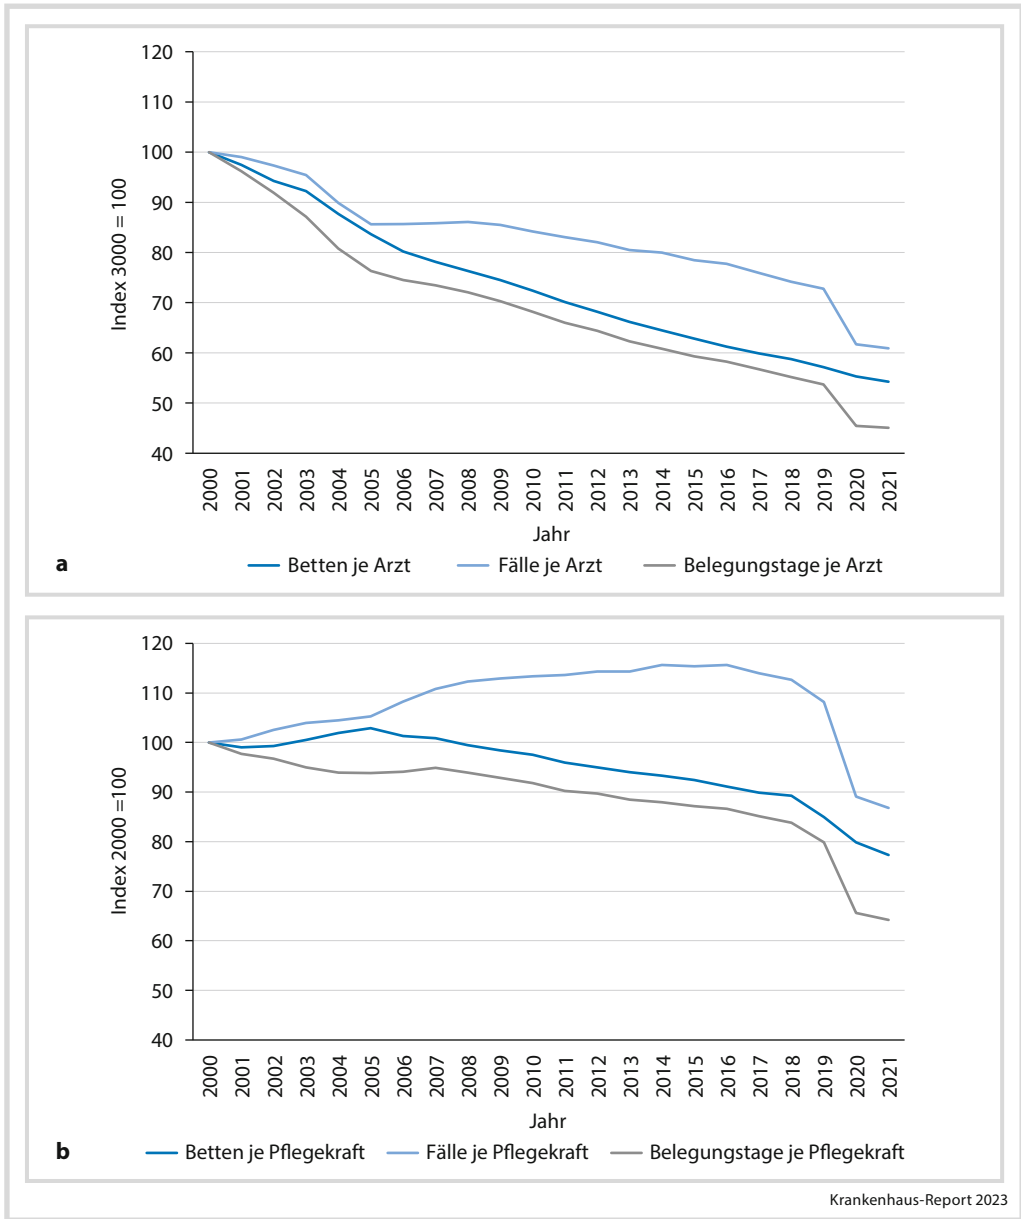 120
110
100
90
80
70
60
50
40
Index 3000 = 100
2000 2001 2002 2003 2004 2005 2006 2007 2008 2009 2010 2011 2012 2013 2014 2015 2016 2017 2018 2019 2020 2021
Jahr
a
Betten je Arzt Fälle je Arzt Belegungstage je Arzt
120
110
100
90
80
70
60
50
40
Index 2000 =100
2000 2001 2002 2003 2004 2005 2006 2007 2008 2009 2010 2011 2012 2013 2014 2015 2016 2017 2018 2019 2020 2021
Jahr
b
Betten je Pflegekraft Fälle je Pflegekraft Belegungstage je Pflegekraft
Krankenhaus-Report 2023